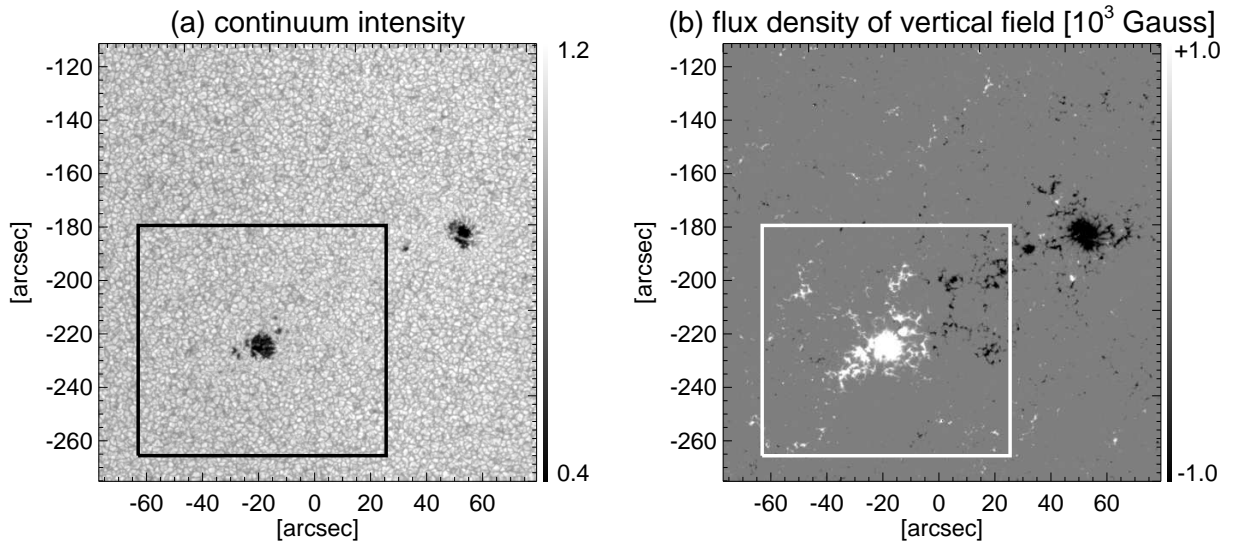 (a) continuum intensity
1.2
-120
-140
-160
-180
-200
-220
-240
-260
[arcsec]
0.4
-60 -40 -20 0 20 40 60
[arcsec]
(b) flux density of vertical field [10³ Gauss]
+1.0
-120
-140
-160
-180
-200
-220
-240
-260
[arcsec]
-1.0
-60 -40 -20 0 20 40 60
[arcsec]